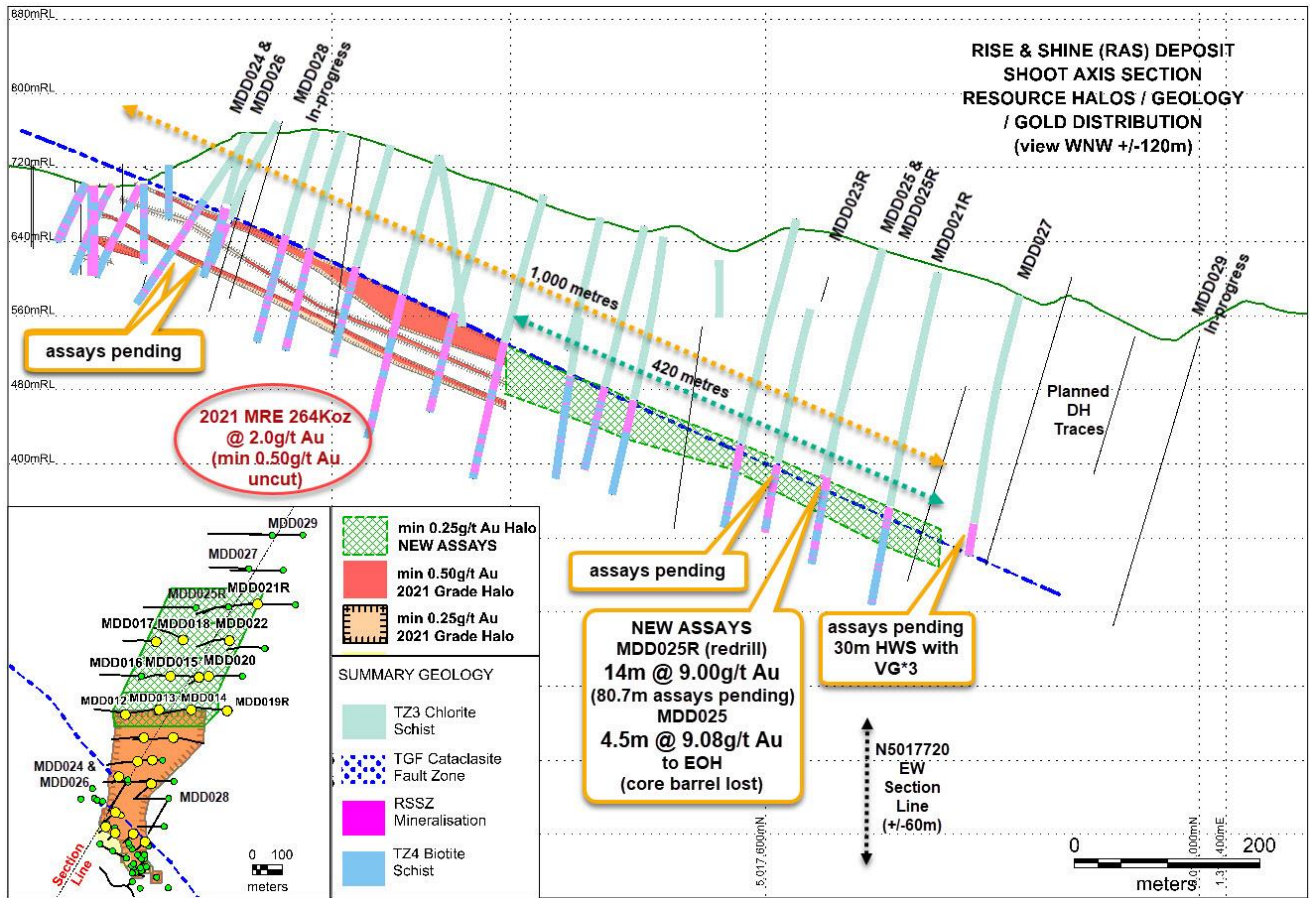 880mRL
800mRL
720mRL
640mRL
560mRL
480mRL
400mRL
MDD024 &
MDD026
MDD028
In-progress
RISE & SHINE (RAS) DEPOSIT
SHOOT AXIS SECTION
RESOURCE HALOS / GEOLOGY
/ GOLD DISTRIBUTION
(view WNW +/-120m)
MDD023R
MDD025 &
MDD025R
MDD021R
MDD027
MDD029
In-progress
1,000 metres
420 metres
assays pending
2021 MRE 264Koz
@ 2.0g/t Au
(min 0.50g/t Au
uncut)
Planned
DH
Traces
assays pending
NEW ASSAYS
MDD025R (redrill)
14m @ 9.00g/t Au
(80.7m assays pending)
MDD025
4.5m @ 9.08g/t Au
to EOH
(core barrel lost)
assays pending
30m HWS with
VG*3
N5017720
EW
Section
Line
(+/-60m)
5,017,600mN
0 200
meters
MDD029
MDD027
MDD025R
MDD021R
MDD017
MDD018
MDD022
MDD016
MDD015
MDD020
MDD012
MDD013
MDD014
MDD019R
MDD024 &
MDD026
MDD028
Section
Line
0 100
meters
min 0.25g/t Au Halo
NEW ASSAYS
min 0.50g/t Au
2021 Grade Halo
min 0.25g/t Au
2021 Grade Halo
SUMMARY GEOLOGY
TZ3 Chlorite
Schist
TGF Cataclasite
Fault Zone
RSSZ
Mineralisation
TZ4 Biotite
Schist